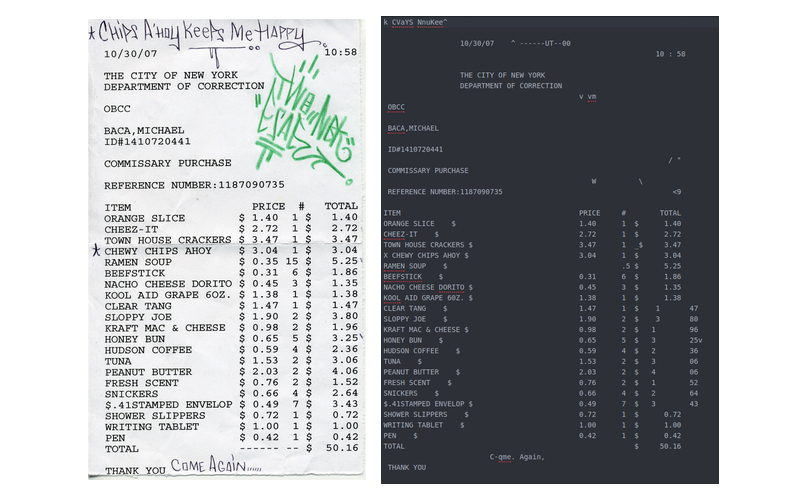 * CHiPS A'HOY KEEPS ME HAPPY
10/30/07 10:58
THE CITY OF NEW YORK
DEPARTMENT OF CORRECTION
OBCC
BACA,MICHAEL
ID#1410720441
COMMISSARY PURCHASE
REFERENCE NUMBER:1187090735
ITEM PRICE # TOTAL
ORANGE SLICE $ 1.40 1 $ 1.40
CHEEZ-IT $ 2.72 1 $ 2.72
TOWN HOUSE CRACKERS $ 3.47 1 $ 3.47
* CHEWY CHIPS AHOY $ 3.04 1 $ 3.04
RAMEN SOUP $ 0.35 15 $ 5.25
BEEFSTICK $ 0.31 6 $ 1.86
NACHO CHEESE DORITO $ 0.45 3 $ 1.35
KOOL AID GRAPE 6OZ. $ 1.38 1 $ 1.38
CLEAR TANG $ 1.47 1 $ 1.47
SLOPPY JOE $ 1.90 2 $ 3.80
KRAFT MAC & CHEESE $ 0.98 2 $ 1.96
HONEY BUN $ 0.65 5 $ 3.25
HUDSON COFFEE $ 0.59 4 $ 2.36
TUNA $ 1.53 2 $ 3.06
PEANUT BUTTER $ 2.03 2 $ 4.06
FRESH SCENT $ 0.76 2 $ 1.52
SNICKERS $ 0.66 4 $ 2.64
$.41STAMPED ENVELOP $ 0.49 7 $ 3.43
SHOWER SLIPPERS $ 0.72 1 $ 0.72
WRITING TABLET $ 1.00 1 $ 1.00
PEN $ 0.42 1 $ 0.42
TOTAL ------ -- $ 50.16
THANK YOU COME AGAIN......
k CVaYS NnuKee^
10/30/07 ^ ------UT--00
10 : 58
THE CITY OF NEW YORK
DEPARTMENT OF CORRECTION
v vm
OBCC
BACA,MICHAEL
ID#1410720441
/ "
COMMISSARY PURCHASE
W \
REFERENCE NUMBER:1187090735 <9
ITEM PRICE # TOTAL
ORANGE SLICE $ 1.40 1 $ 1.40
CHEEZ-IT $ 2.72 1 $ 2.72
TOWN HOUSE CRACKERS $ 3.47 1 _$ 3.47
X CHEWY CHIPS AHOY $ 3.04 1 $ 3.04
RAMEN SOUP $ .5 $ 5.25
BEEFSTICK $ 0.31 6 $ 1.86
NACHO CHEESE DORITO $ 0.45 3 $ 1.35
KOOL AID GRAPE 6OZ. $ 1.38 1 $ 1.38
CLEAR TANG $ 1.47 1 $ 1 47
SLOPPY JOE $ 1.90 2 $ 3 80
KRAFT MAC & CHEESE $ 0.98 2 $ 1 96
HONEY BUN $ 0.65 5 $ 3 25v
HUDSON COFFEE $ 0.59 4 $ 2 36
TUNA $ 1.53 2 $ 3 06
PEANUT BUTTER $ 2.03 2 $ 4 06
FRESH SCENT $ 0.76 2 $ 1 52
SNICKERS $ 0.66 4 $ 2 64
$.41STAMPED ENVELOP $ 0.49 7 $ 3 43
SHOWER SLIPPERS $ 0.72 1 $ 0.72
WRITING TABLET $ 1.00 1 $ 1.00
PEN $ 0.42 1 $ 0.42
TOTAL $ 50.16
C-qme. Again,
THANK YOU